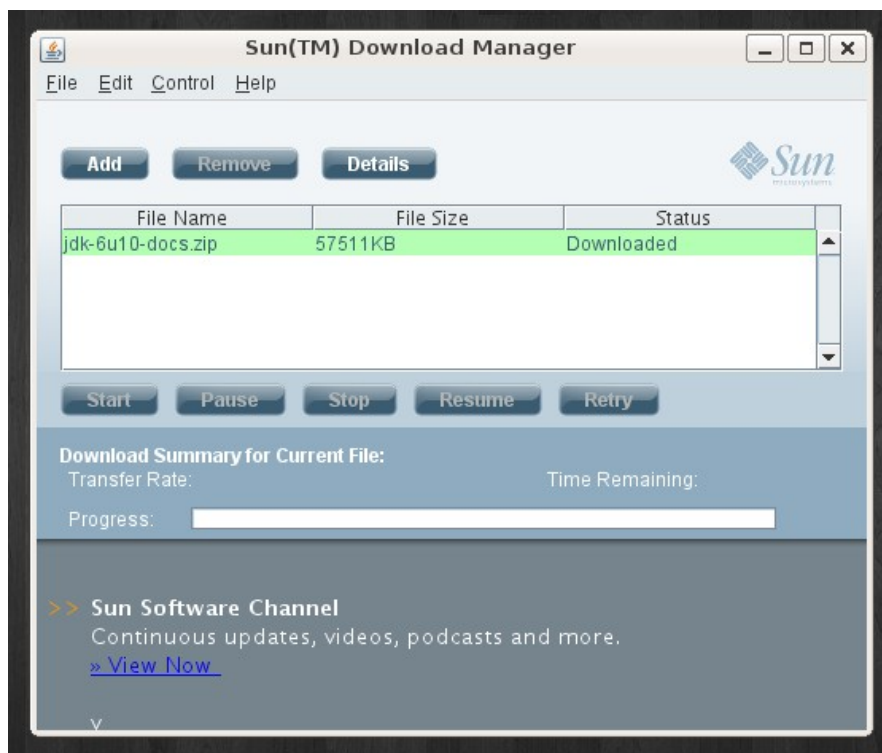 Sun(TM) Download Manager
File Edit Control Help
Add Remove Details
Sun
microsystems
File Name File Size Status
jdk-6u10-docs.zip 57511KB Downloaded
Start Pause Stop Resume Retry
Download Summary for Current File:
Transfer Rate: Time Remaining:
Progress:
>> Sun Software Channel
Continuous updates, videos, podcasts and more.
» View Now